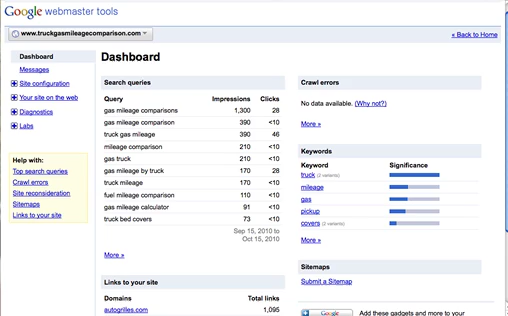 Google webmaster tools
www.truckgasmileagecomparison.com
« Back to Home
Dashboard
Messages
Site configuration
Your site on the web
Diagnostics
Labs
Help with:
Top search queries
Crawl errors
Site reconsideration
Sitemaps
Links to your site
Dashboard
Search queries
Query Impressions Clicks
gas mileage comparisons 1,300 28
gas mileage comparison 390 <10
truck gas mileage 390 46
mileage comparison 210 <10
gas truck 210 <10
gas mileage by truck 170 28
truck mileage 170 <10
fuel mileage comparison 110 <10
gas mileage calculator 91 <10
truck bed covers 73 <10
Sep 15, 2010 to
Oct 15, 2010
More »
Links to your site
Domains Total links
autogrilles.com 1,095
Crawl errors
No data available. (Why not?)
More »
Keywords
Keyword Significance
truck (2 variants)
mileage
gas
pickup
covers (2 variants)
More »
Sitemaps
Submit a Sitemap
Google Add these gadgets and more to your